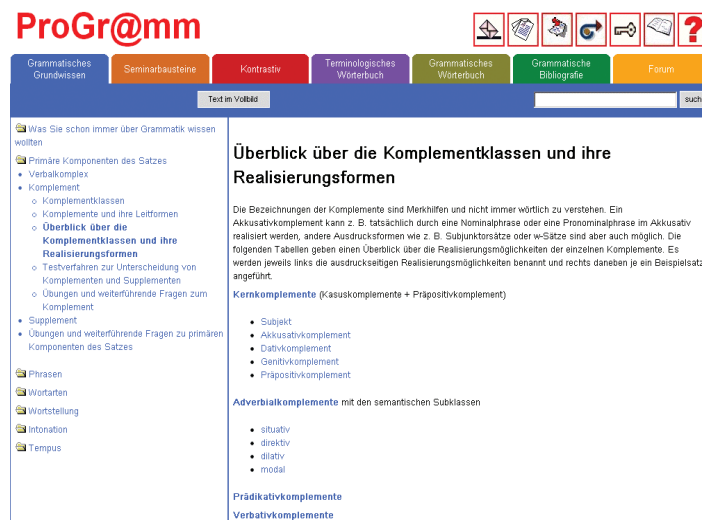 ProGr@mm
Grammatisches
Grundwissen
Seminarbausteine
Kontrastiv
Terminologisches
Wörterbuch
Grammatisches
Wörterbuch
Grammatische
Bibliografie
Forum
Text im Vollbild
such
Was Sie schon immer über Grammatik wissen
wollten
Primäre Komponenten des Satzes
Verbalkomplex
Komplement
Komplementklassen
Komplemente und ihre Leitformen
Überblick über die
Komplementklassen und ihre
Realisierungsformen
Testverfahren zur Unterscheidung von
Komplementen und Supplementen
Übungen und weiterführende Fragen zum
Komplement
Supplement
Übungen und weiterführende Fragen zu primären
Komponenten des Satzes
Phrasen
Wortarten
Wortstellung
Intonation
Tempus
Überblick über die Komplementklassen und ihre
Realisierungsformen
Die Bezeichnungen der Komplemente sind Merkhilfen und nicht immer wörtlich zu verstehen. Ein
Akkusativkomplement kann z. B. tatsächlich durch eine Nominalphrase oder eine Pronominalphrase im Akkusativ
realisiert werden, andere Ausdrucksformen wie z. B. Subjunktorsätze oder w-Sätze sind aber auch möglich. Die
folgenden Tabellen geben einen Überblick über die Realisierungsmöglichkeiten der einzelnen Komplemente. Es
werden jeweils links die ausdruckseitigen Realisierungsmöglichkeiten benannt und rechts daneben je ein Beispielsatz
angeführt.
Kernkomplemente (Kasuskomplemente + Präpositivkomplement)
Subjekt
Akkusativkomplement
Dativkomplement
Genitivkomplement
Präpositivkomplement
Adverbialkomplemente mit den semantischen Subklassen
situativ
direktiv
dilativ
modal
Prädikativkomplemente
Verbativkomplemente